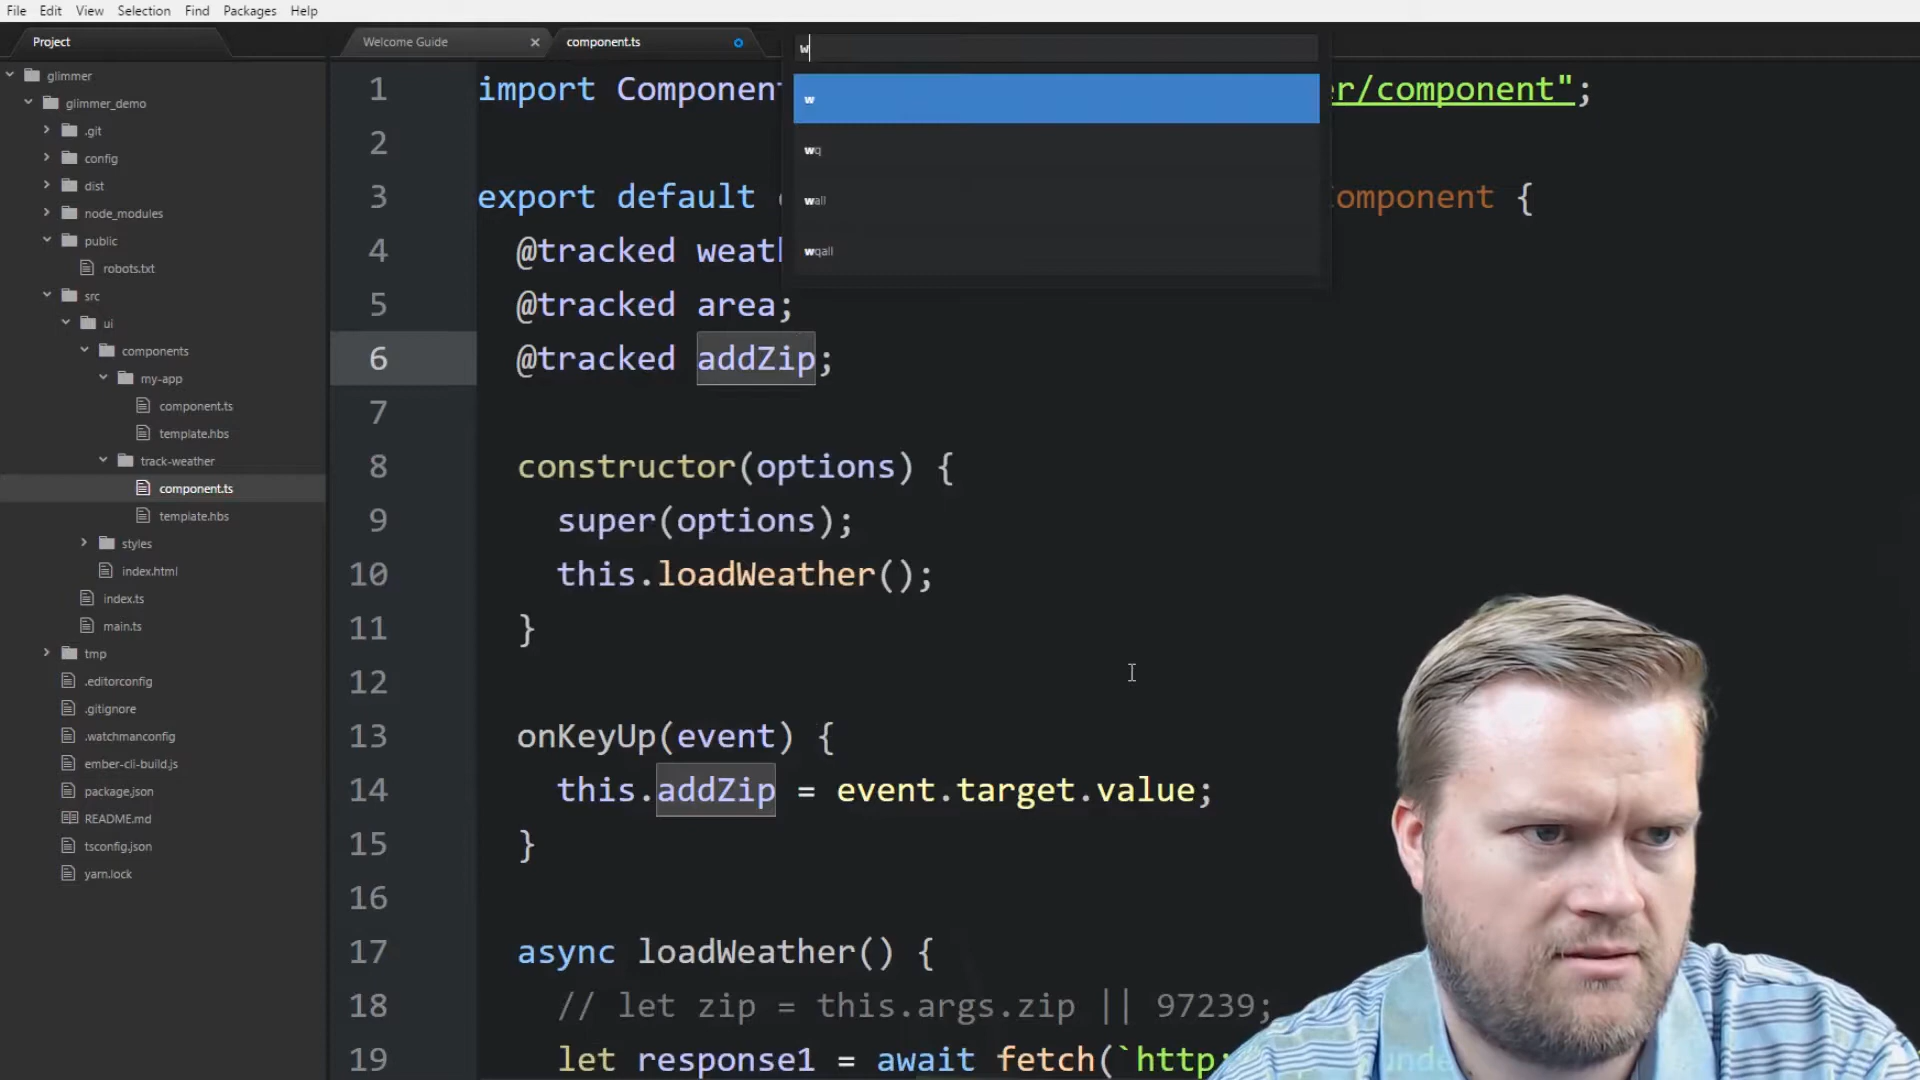 File Edit View Selection Find Packages Help
Project
Welcome Guide
component.ts
w
w
wq
wall
wqall
glimmer
glimmer_demo
.git
config
dist
node_modules
public
robots.txt
src
ui
components
my-app
component.ts
template.hbs
track-weather
component.ts
template.hbs
styles
index.html
index.ts
main.ts
tmp
.editorconfig
.gitignore
.watchmanconfig
ember-cli-build.js
package.json
README.md
tsconfig.json
yarn.lock
1 import Component er/component";
2
3 export default omponent {
4 @tracked weath
5 @tracked area;
6 @tracked addZip;
7
8 constructor(options) {
9 super(options);
10 this.loadWeather();
11 }
12
13 onKeyUp(event) {
14 this.addZip = event.target.value;
15 }
16
17 async loadWeather() {
18 // let zip = this.args.zip || 97239;
19 let response1 = await fetch(`http: unde